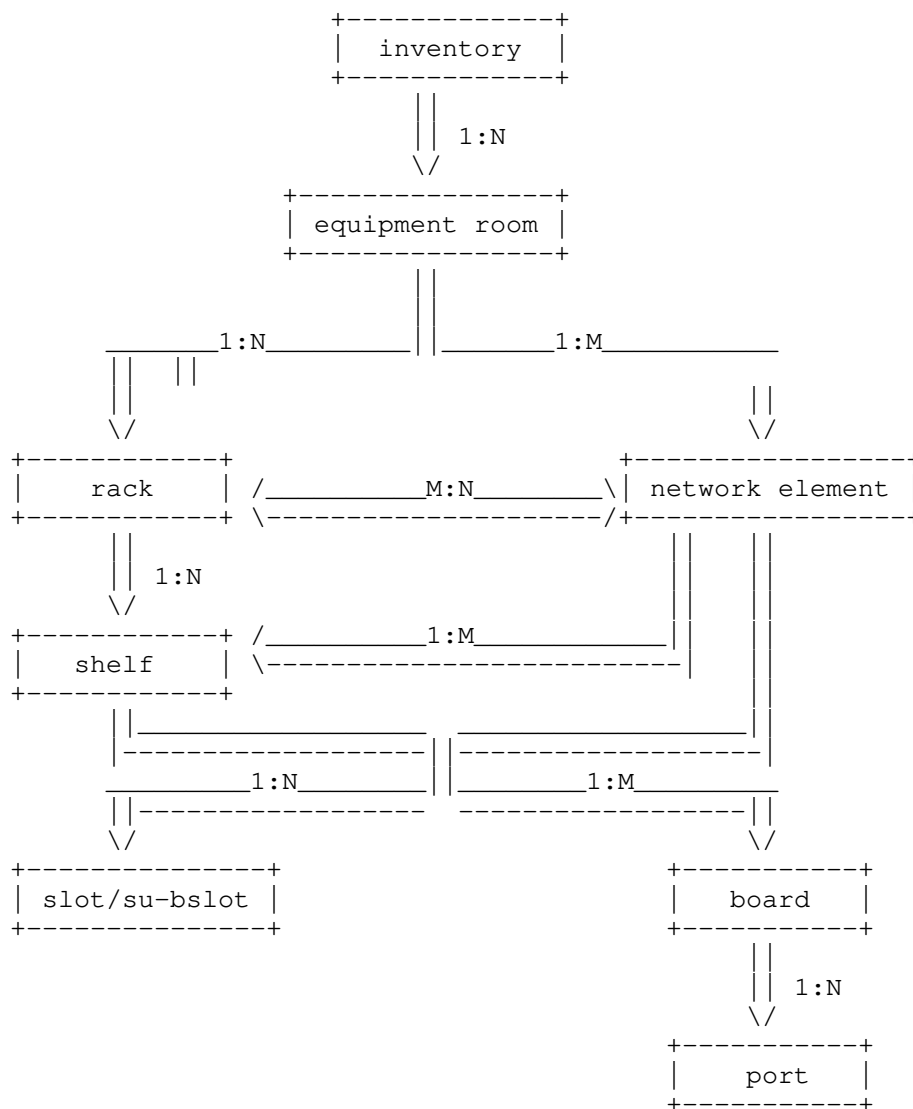 inventory
1:N
equipment room
1:N 1:M
rack M:N network element
1:N
1:M
shelf
1:N 1:M
slot/su-bslot board
1:N
port